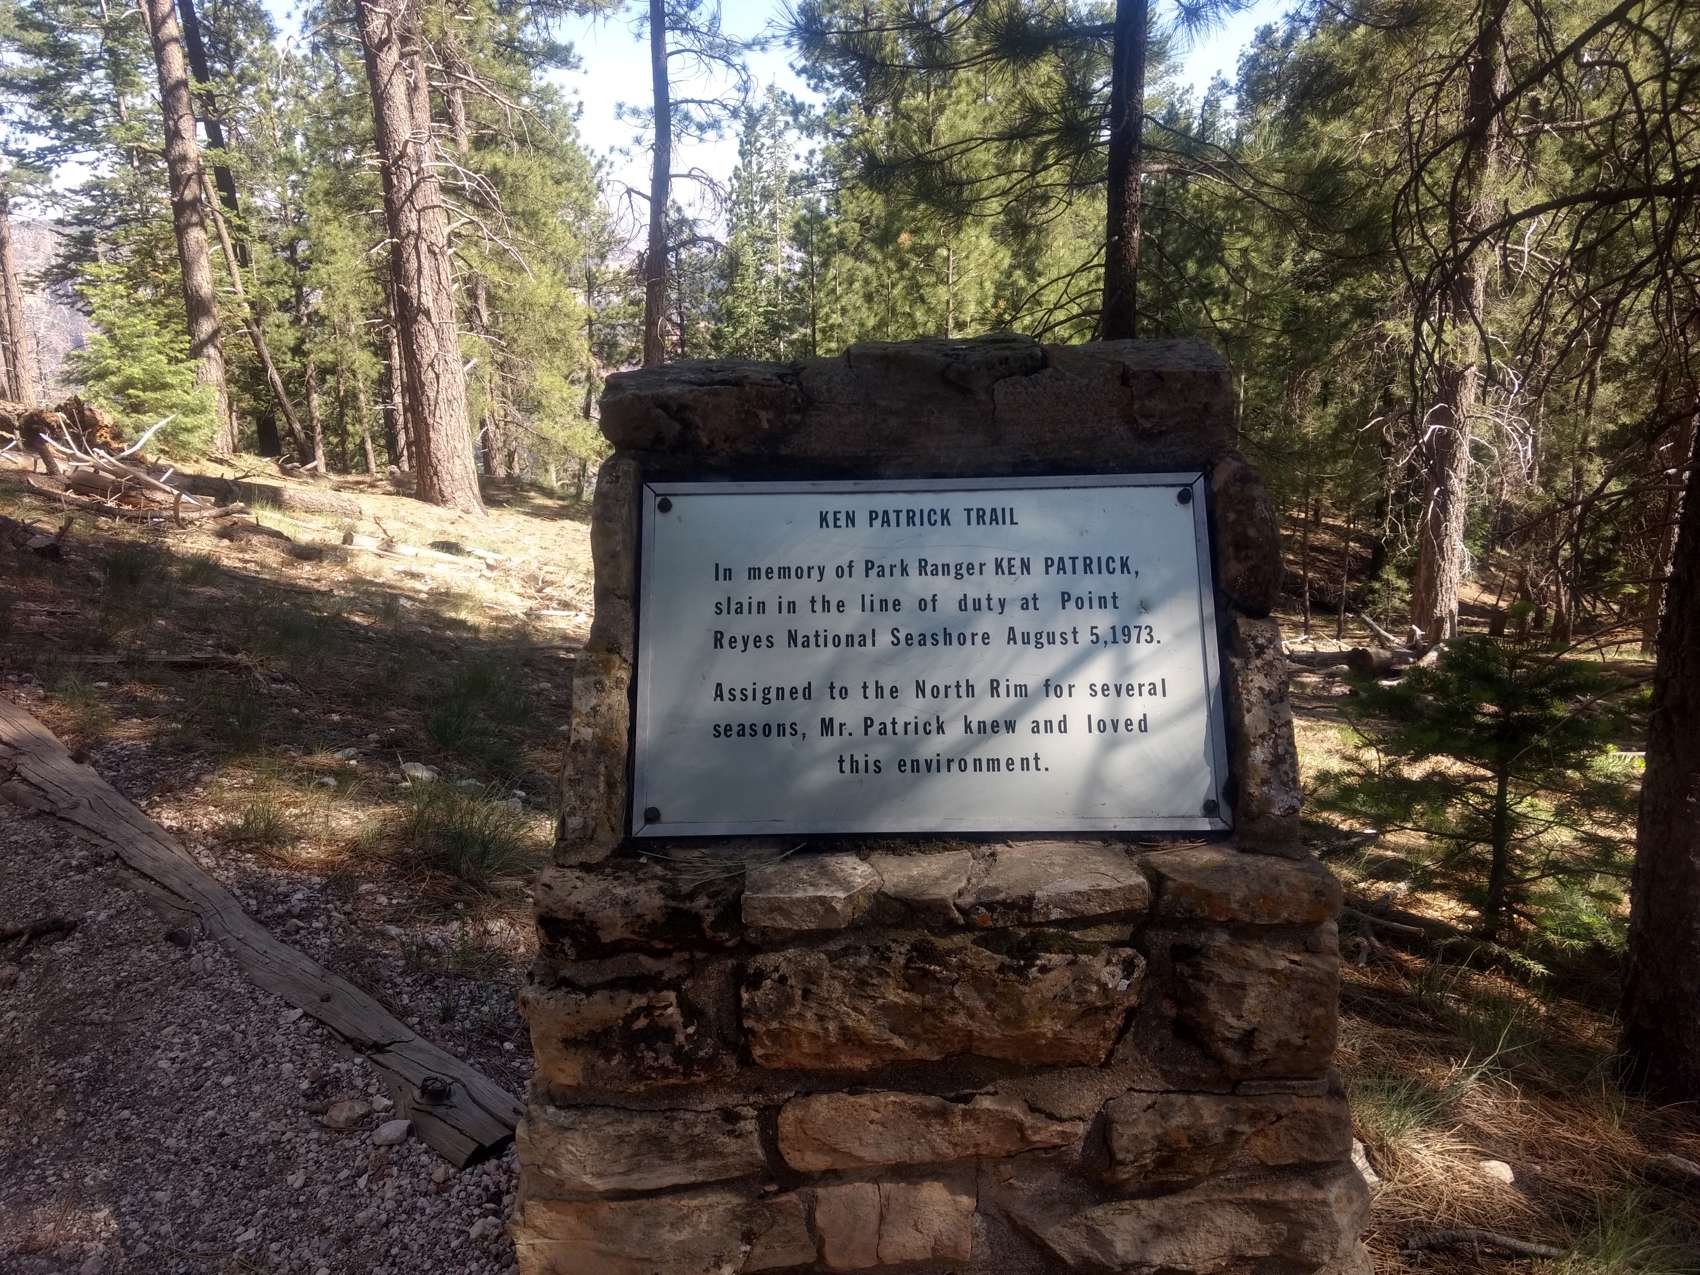 KEN PATRICK TRAIL
In memory of Park Ranger KEN PATRICK,
slain in the line of duty at Point
Reyes National Seashore August 5,1973.
Assigned to the North Rim for several
seasons, Mr. Patrick knew and loved
this environment.